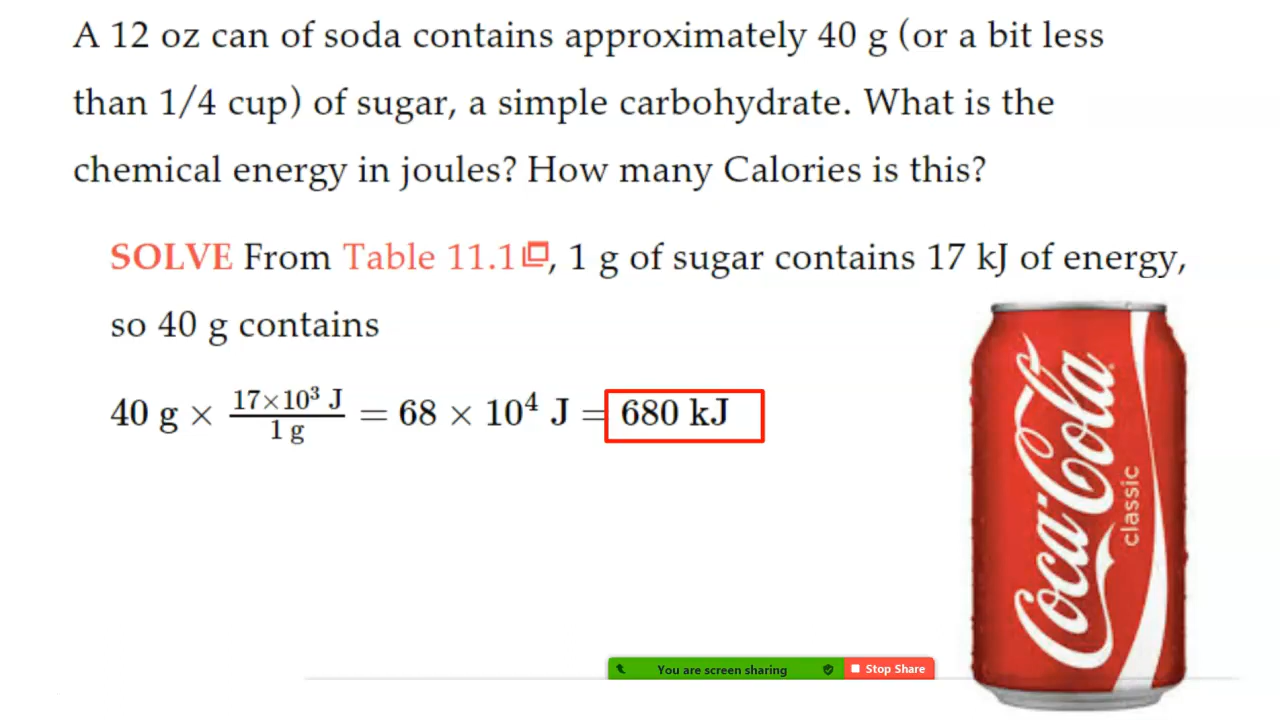 A 12 oz can of soda contains approximately 40 g (or a bit less
than 1/4 cup) of sugar, a simple carbohydrate. What is the
chemical energy in joules? How many Calories is this?
SOLVE From Table 11.1, 1 g of sugar contains 17 kJ of energy,
so 40 g contains
40 g × 17×10³ J / 1 g = 68 × 10⁴ J = 680 kJ
Coca-Cola
classic
You are screen sharing
Stop Share